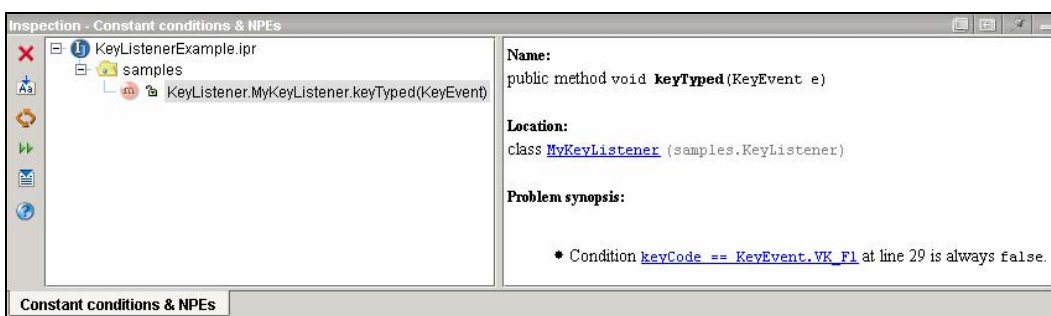 Inspection - Constant conditions & NPEs
KeyListenerExample.ipr
samples
KeyListener.MyKeyListener.keyTyped(KeyEvent)
Name:
public method void keyTyped(KeyEvent e)
Location:
class MyKeyListener (samples.KeyListener)
Problem synopsis:
• Condition keyCode == KeyEvent.VK_F1 at line 29 is always false.
Constant conditions & NPEs